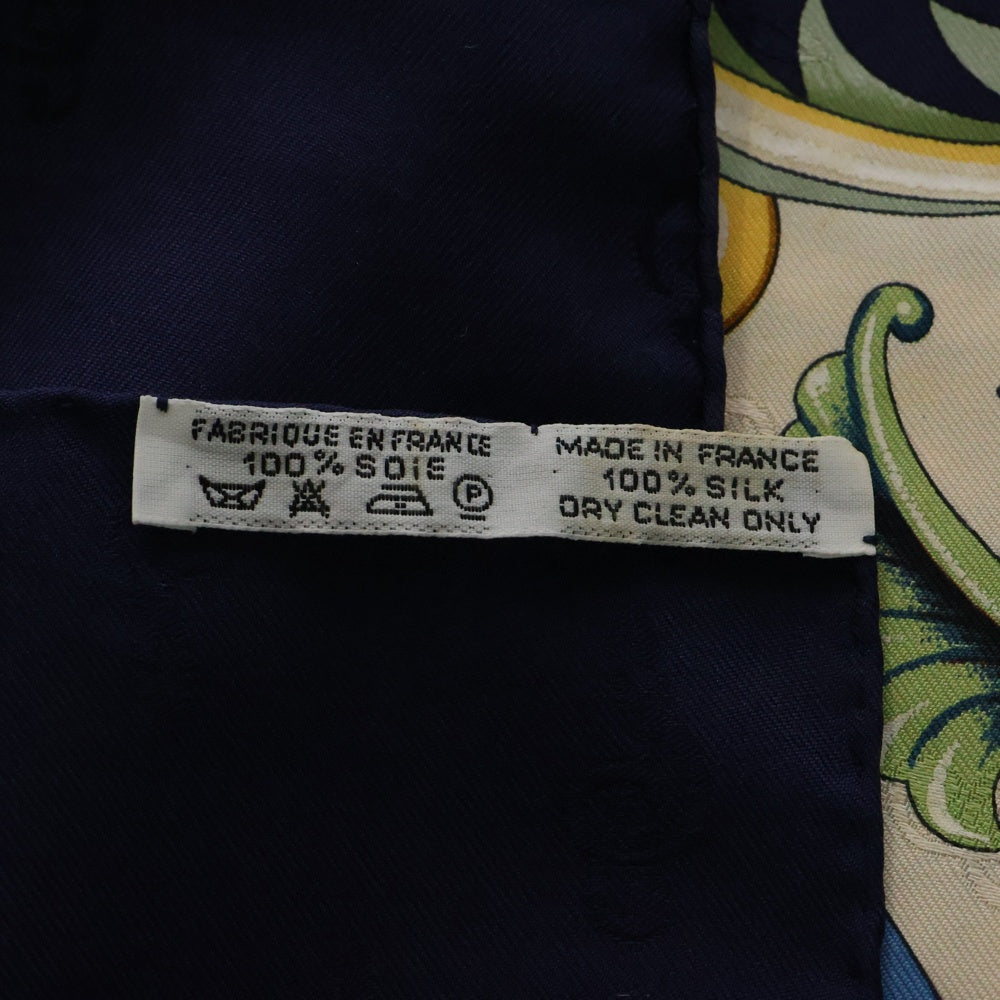 FABRIQUE EN FRANCE
100% SOIE
P
MADE IN FRANCE
100% SILK
DRY CLEAN ONLY